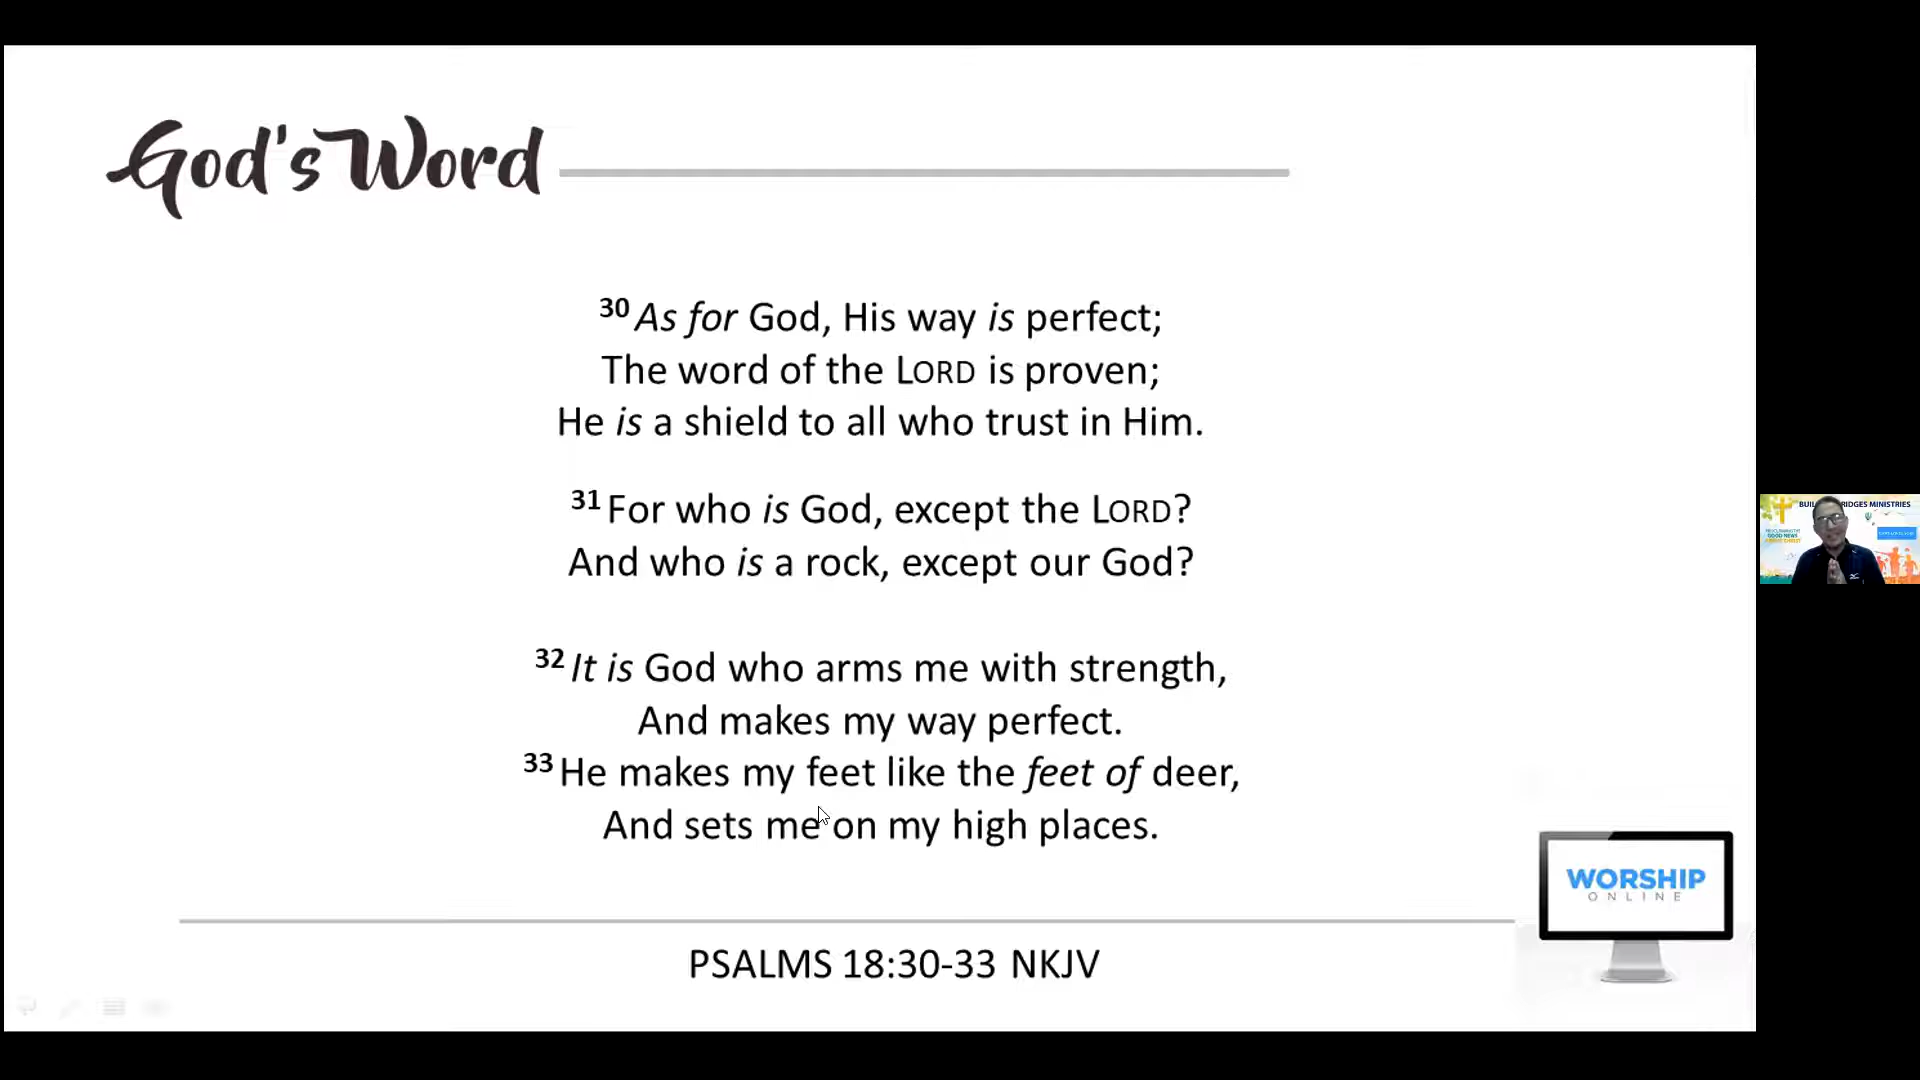 God's Word
30 As for God, His way is perfect;
The word of the LORD is proven;
He is a shield to all who trust in Him.
31 For who is God, except the LORD?
And who is a rock, except our God?
32 It is God who arms me with strength,
And makes my way perfect.
33 He makes my feet like the feet of deer,
And sets me on my high places.
WORSHIP
ONLINE
PSALMS 18:30-33 NKJV
RIDGES MINISTRIES
GOOD NEWS